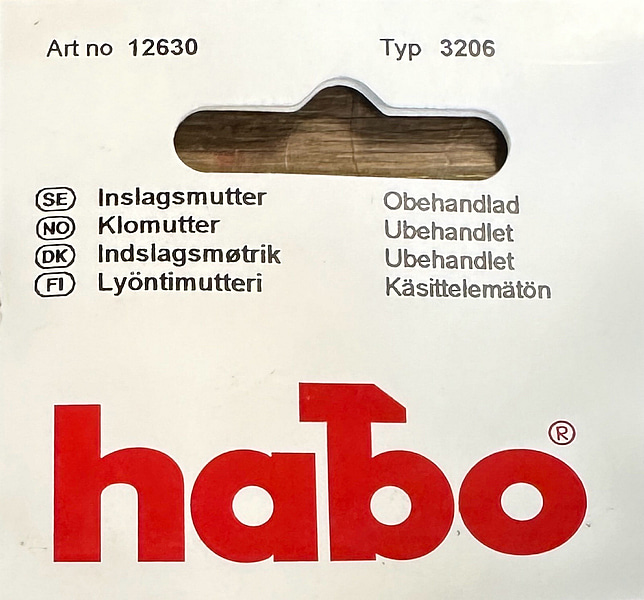 Art no 12630 Typ 3206
SE Inslagsmutter Obehandlad
NO Klomutter Ubehandlet
DK Indslagsmøtrik Ubehandlet
FI Lyöntimutteri Käsittelemätön
habo®